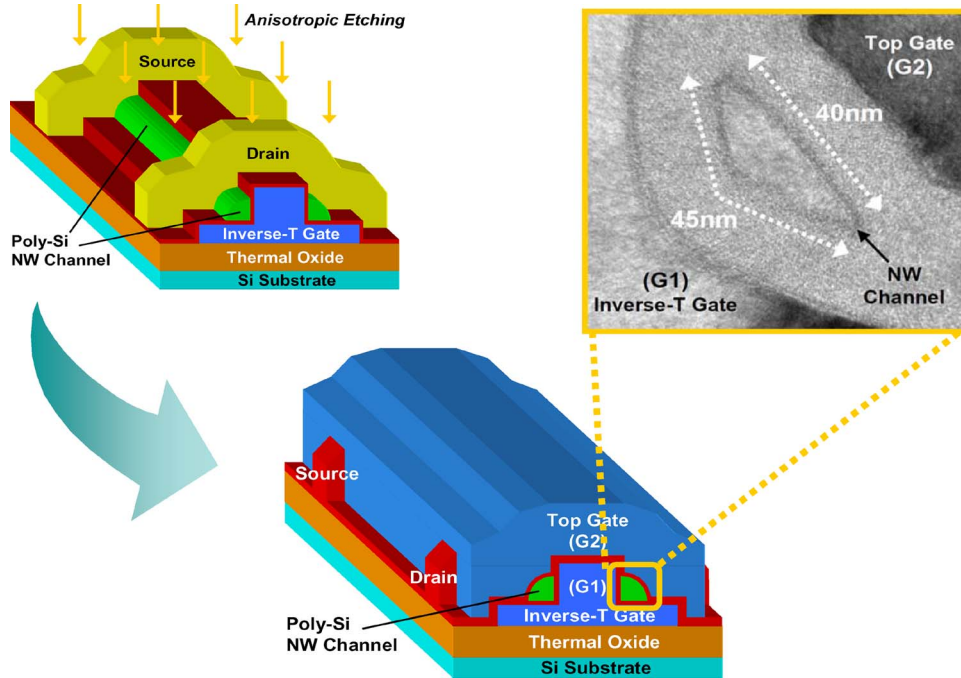 Anisotropic Etching
Source
Drain
Poly-Si
NW Channel
Inverse-T Gate
Thermal Oxide
Si Substrate
Top Gate
(G2)
40nm
45nm
(G1)
Inverse-T Gate
NW
Channel
Source
Drain
Top Gate
(G2)
(G1)
Poly-Si
NW Channel
Inverse-T Gate
Thermal Oxide
Si Substrate